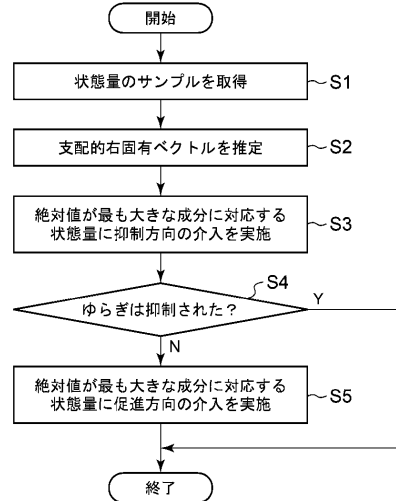 開始
状態量のサンプルを取得
S1
支配的右固有ベクトルを推定
S2
絶対値が最も大きな成分に対応する
状態量に抑制方向の介入を実施
S3
S4
ゆらぎは抑制された？
Y
N
絶対値が最も大きな成分に対応する
状態量に促進方向の介入を実施
S5
終了